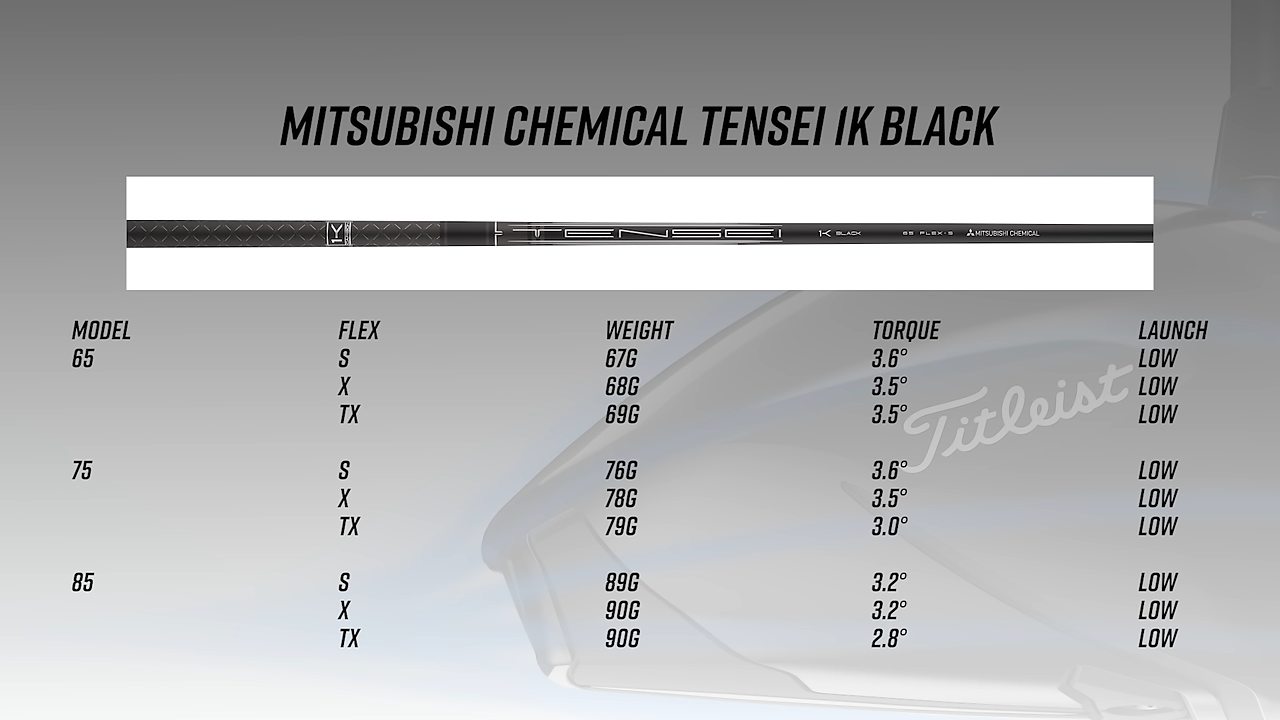 MITSUBISHI CHEMICAL TENSEI 1K BLACK
1K TENSEI 1K BLACK 65 FLEX-S MITSUBISHI CHEMICAL
MODEL FLEX WEIGHT TORQUE LAUNCH
65 S 67G 3.6° LOW
X 68G 3.5° LOW
TX 69G 3.5° LOW
Titleist
75 S 76G 3.6° LOW
X 78G 3.5° LOW
TX 79G 3.0° LOW
85 S 89G 3.2° LOW
X 90G 3.2° LOW
TX 90G 2.8° LOW